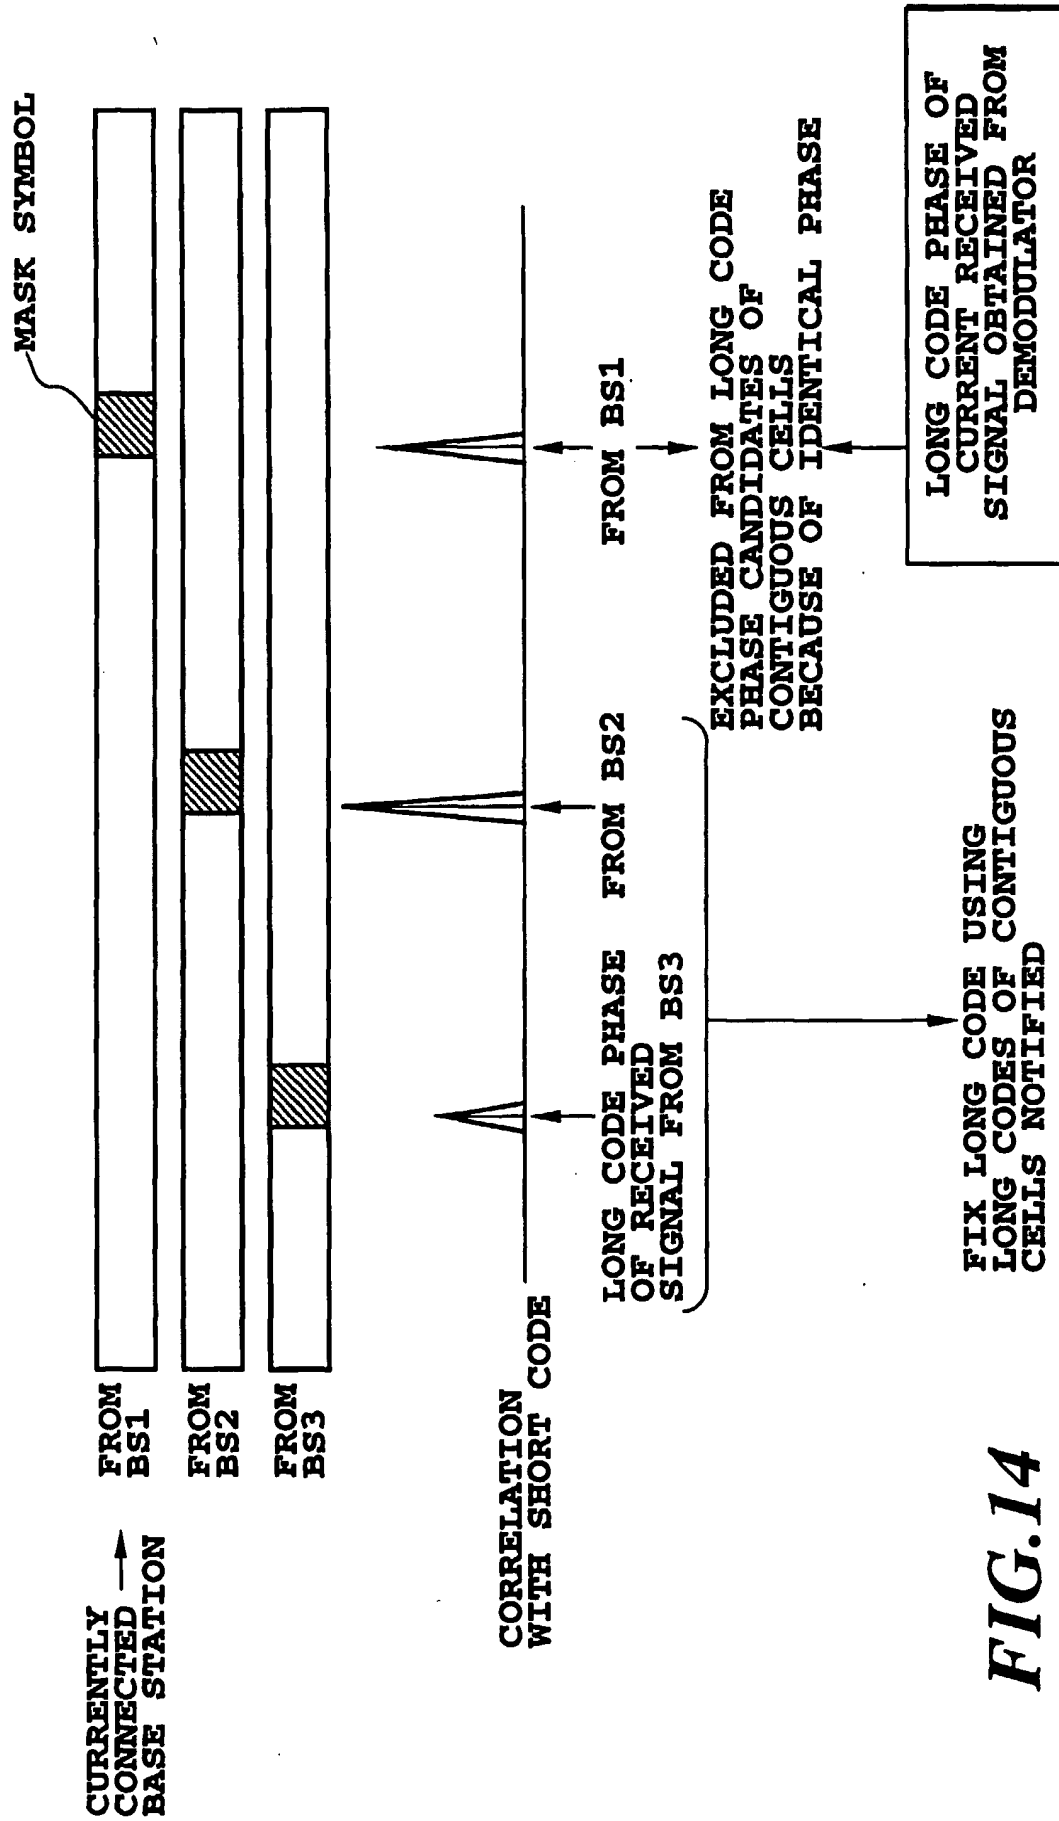 MASK SYMBOL
CURRENTLY
CONNECTED
BASE STATION
FROM
BS1
FROM
BS2
FROM
BS3
CORRELATION
WITH SHORT CODE
LONG CODE PHASE
OF RECEIVED
SIGNAL FROM BS3
FROM BS2
FROM BS1
EXCLUDED FROM LONG CODE
PHASE CANDIDATES OF
CONTIGUOUS CELLS
BECAUSE OF IDENTICAL PHASE
FIX LONG CODE USING
LONG CODES OF CONTIGUOUS
CELLS NOTIFIED
LONG CODE PHASE OF
CURRENT RECEIVED
SIGNAL OBTAINED FROM
DEMODULATOR
FIG.14